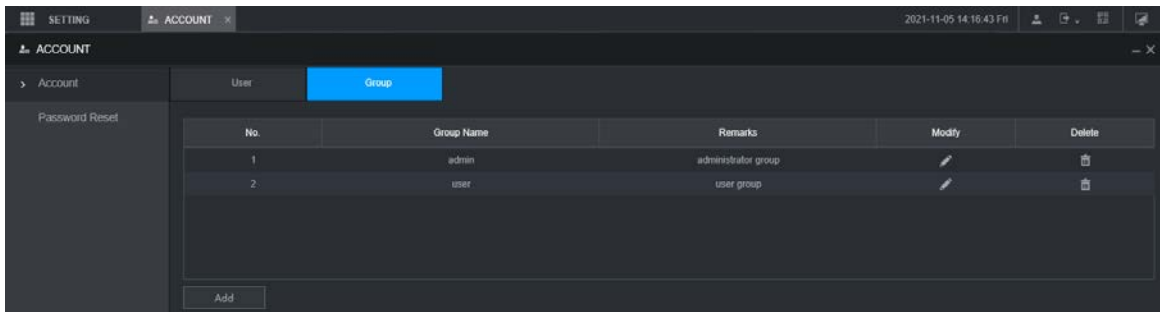 SETTING ACCOUNT × 2021-11-05 14:16:43 Fri
ACCOUNT
Account User Group
Password Reset
No. Group Name Remarks Modify Delete
1 admin administrator group
2 user user group
Add